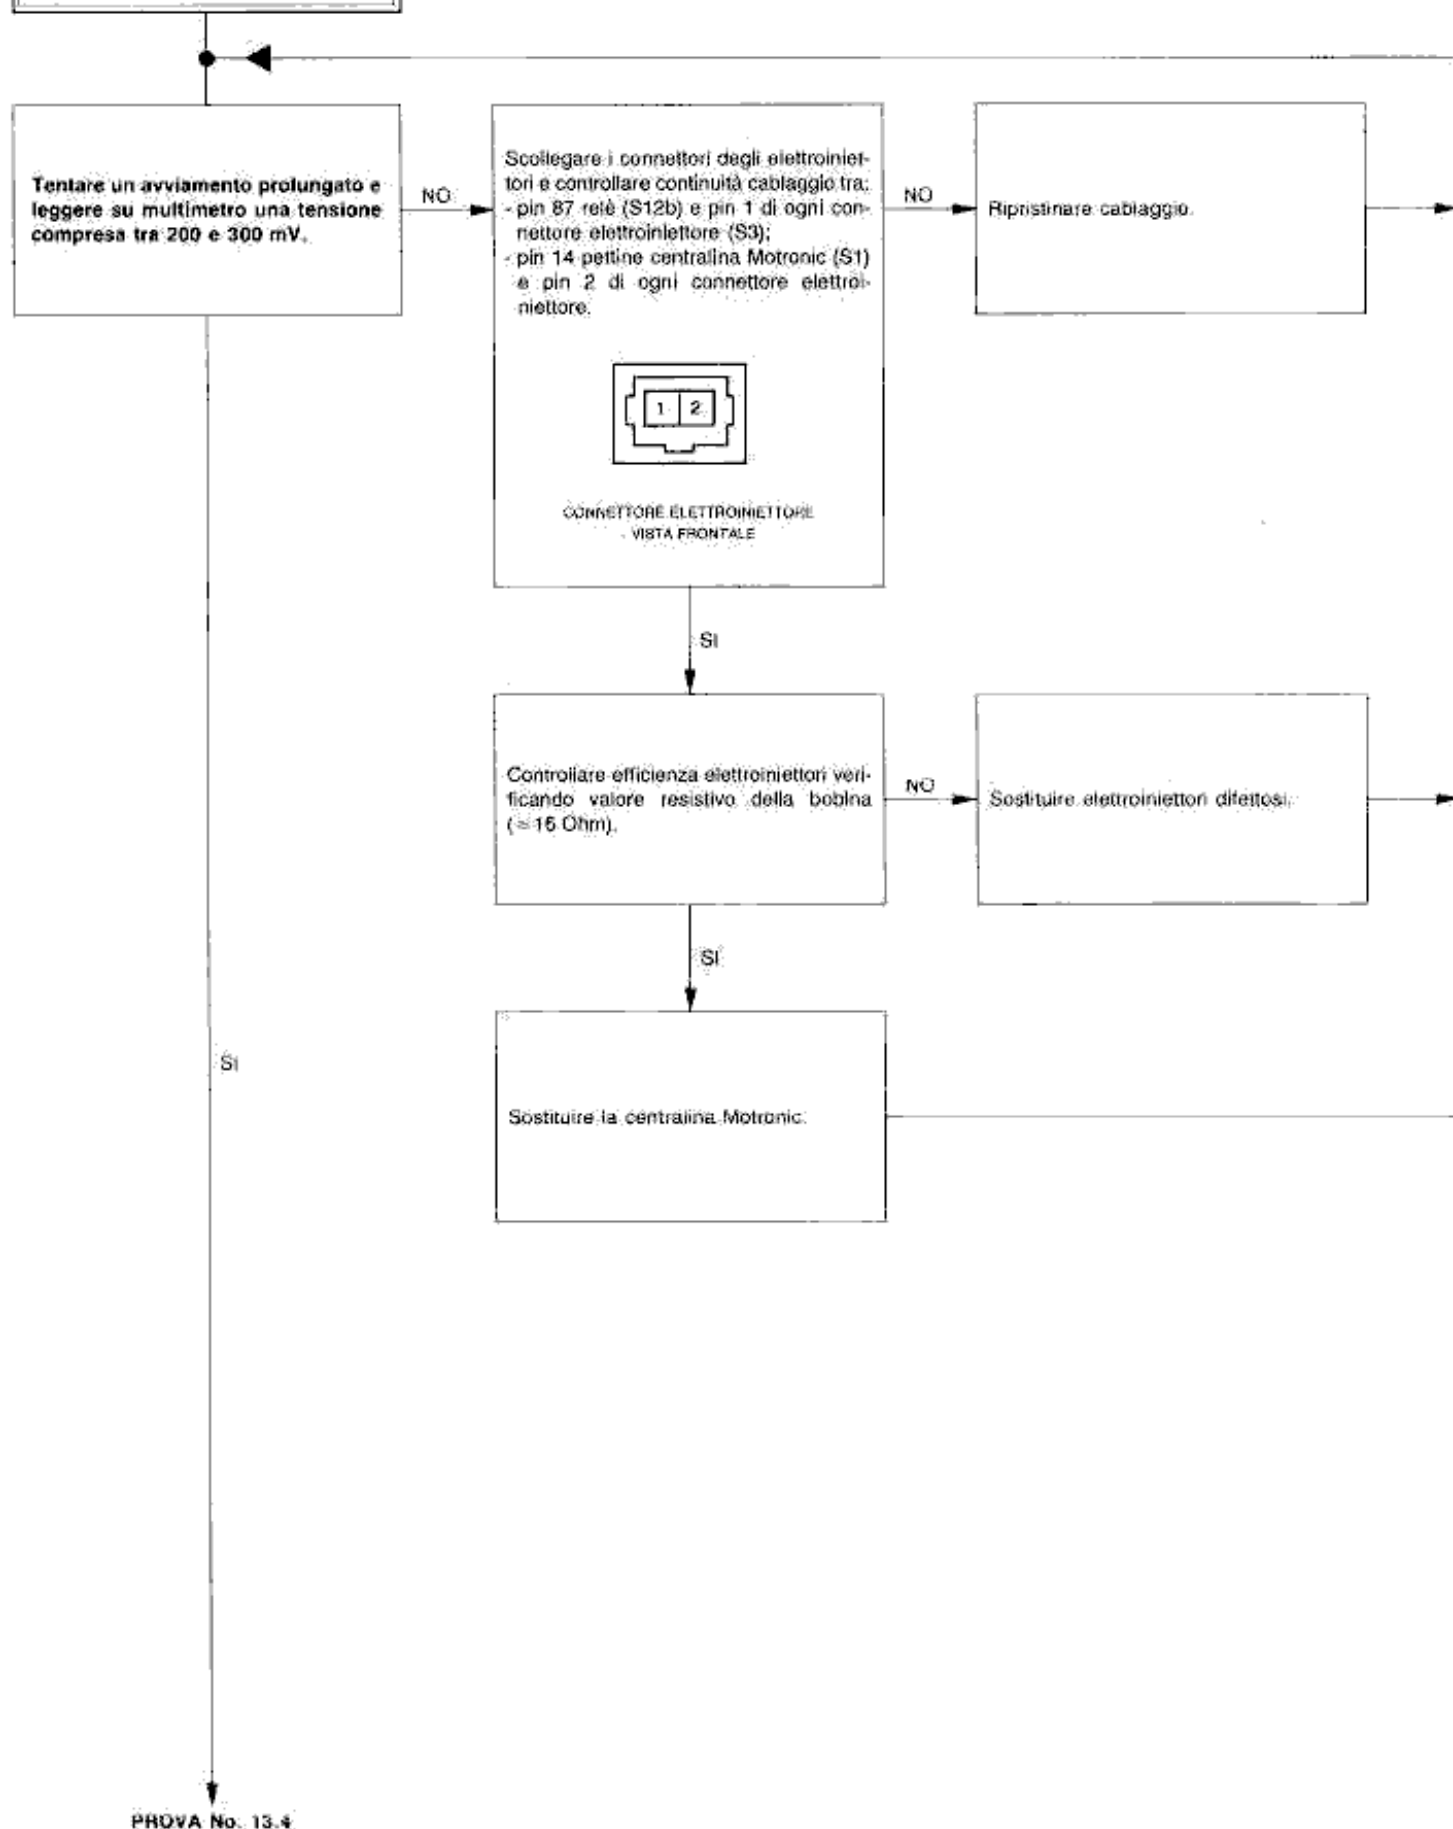 Tentare un avviamento prolungato e
leggere su multimetro una tensione
compresa tra 200 e 300 mV.
NO
Scollegare i connettori degli elettroiniet-
tori e controllare continuità cablaggio tra:
- pin 87 relè (S12b) e pin 1 di ogni con-
nettore elettroiniettore (S3);
- pin 14 pettine centralina Motronic (S1)
e pin 2 di ogni connettore elettroi-
niettore.
1 2
CONNETTORE ELETTROINIETTORE
VISTA FRONTALE
NO
Ripristinare cablaggio.
SI
Controllare efficienza elettroiniettori veri-
ficando valore resistivo della bobina
(≃16 Ohm).
NO
Sostituire elettroiniettori difettosi.
SI
Sostituire la centralina Motronic.
SI
PROVA No. 13.4